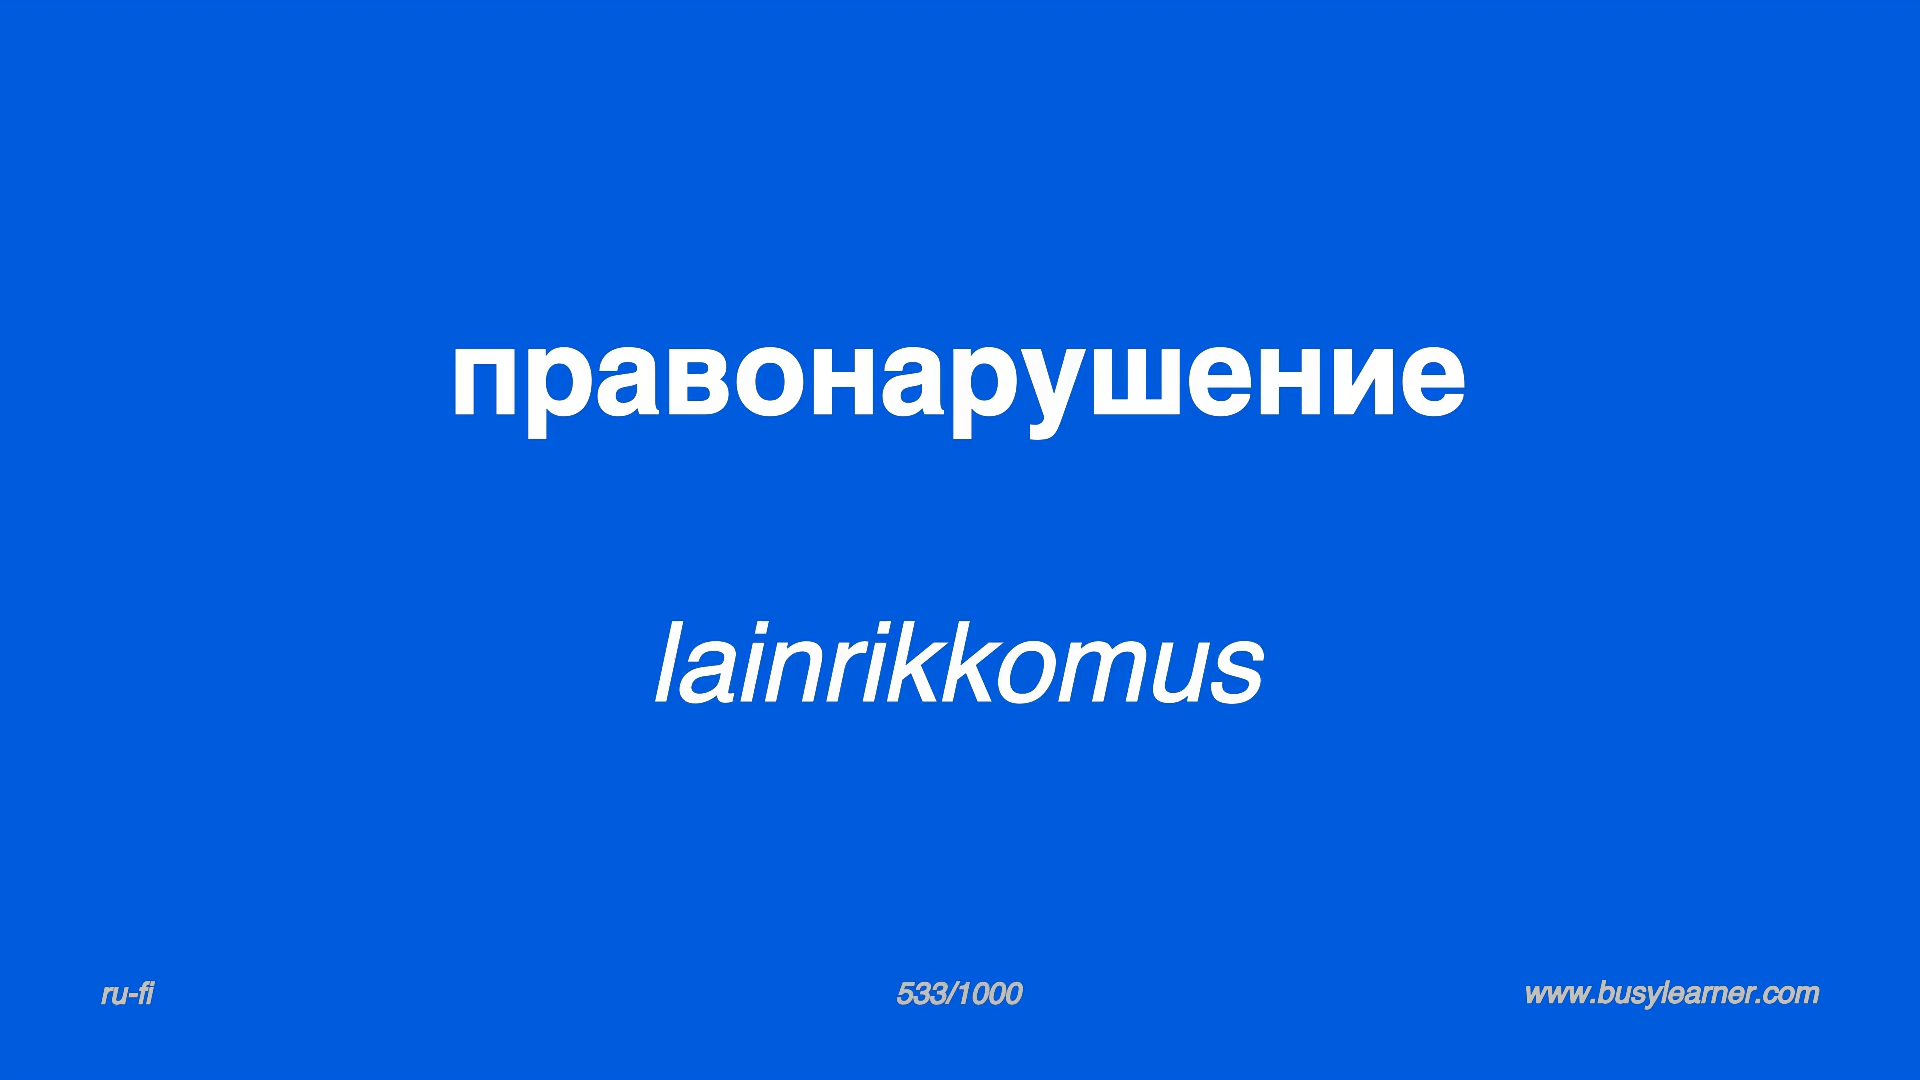 правонарушение
lainrikkomus
ru-fi
533/1000
www.busylearner.com